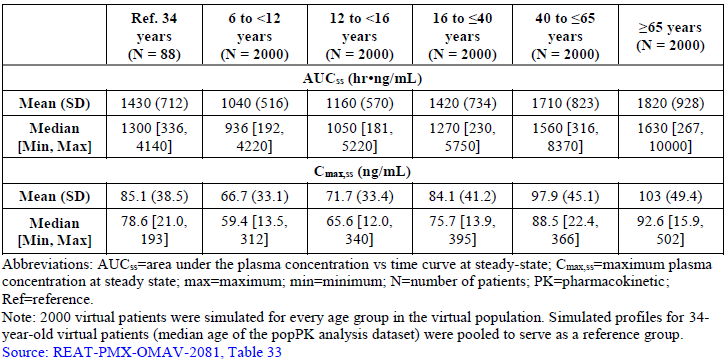 Ref. 34 years (N = 88) 6 to <12 years (N = 2000) 12 to <16 years (N = 2000) 16 to ≤40 years (N = 2000) 40 to ≤65 years (N = 2000) ≥65 years (N = 2000)
AUCss (hr•ng/mL)
Mean (SD) 1430 (712) 1040 (516) 1160 (570) 1420 (734) 1710 (823) 1820 (928)
Median [Min, Max] 1300 [336, 4140] 936 [192, 4220] 1050 [181, 5220] 1270 [230, 5750] 1560 [316, 8370] 1630 [267, 10000]
Cmax,ss (ng/mL)
Mean (SD) 85.1 (38.5) 66.7 (33.1) 71.7 (33.4) 84.1 (41.2) 97.9 (45.1) 103 (49.4)
Median [Min, Max] 78.6 [21.0, 193] 59.4 [13.5, 312] 65.6 [12.0, 340] 75.7 [13.9, 395] 88.5 [22.4, 366] 92.6 [15.9, 502]
Abbreviations: AUCss=area under the plasma concentration vs time curve at steady-state; Cmax,ss=maximum plasma
concentration at steady state; max=maximum; min=minimum; N=number of patients; PK=pharmacokinetic;
Ref=reference.
Note: 2000 virtual patients were simulated for every age group in the virtual population. Simulated profiles for 34-
year-old virtual patients (median age of the popPK analysis dataset) were pooled to serve as a reference group.
Source: REAT-PMX-OMAV-2081, Table 33